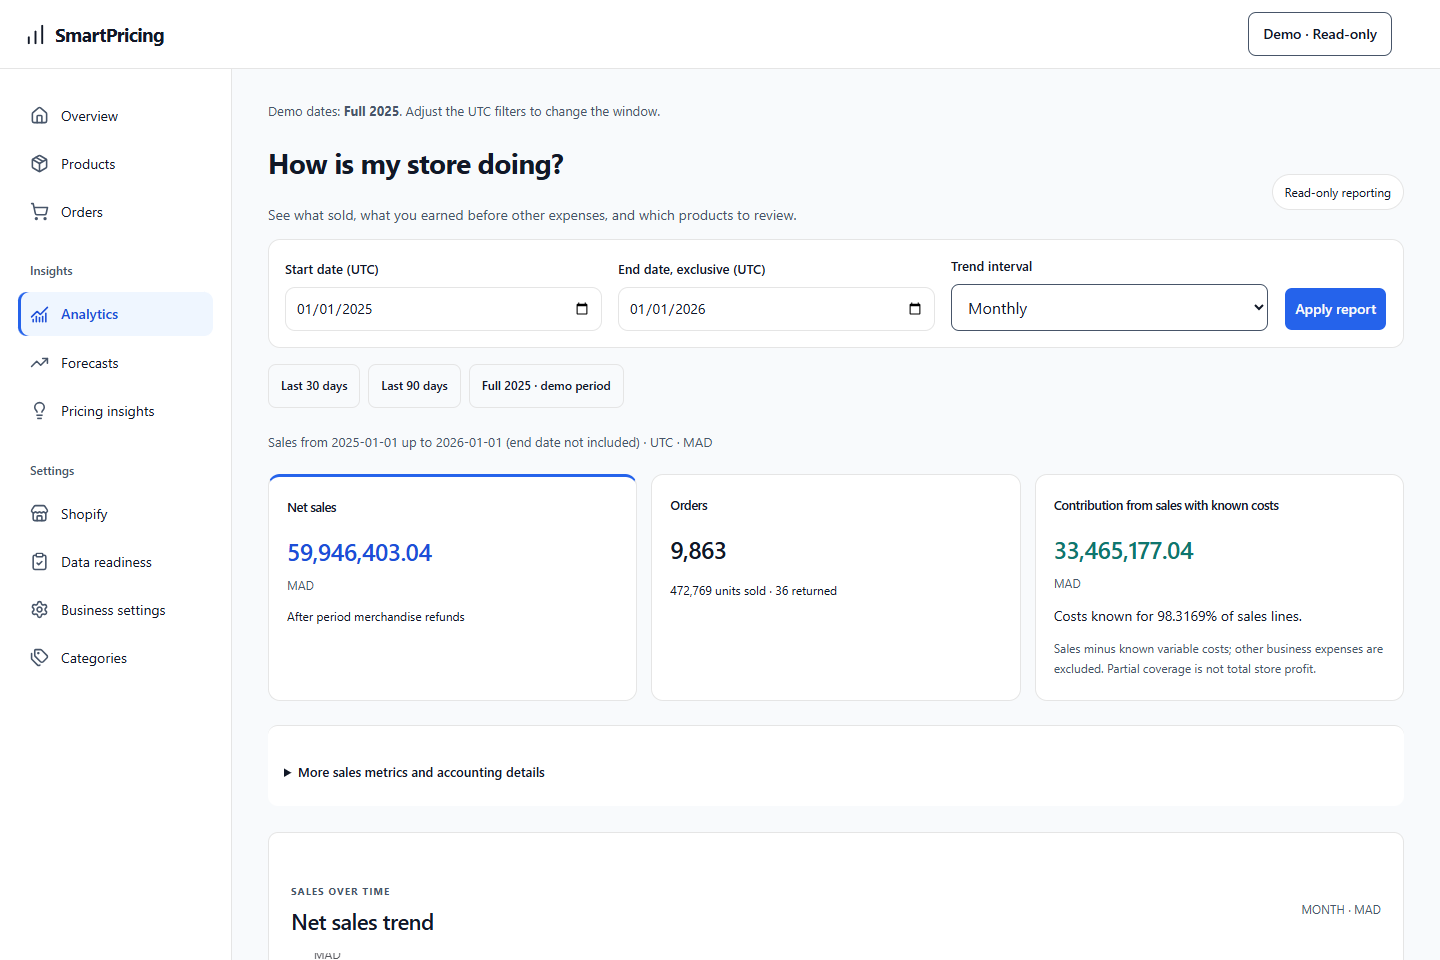 SmartPricing
Demo · Read-only
Overview
Products
Orders
Insights
Analytics
Forecasts
Pricing insights
Settings
Shopify
Data readiness
Business settings
Categories
Demo dates: Full 2025. Adjust the UTC filters to change the window.
How is my store doing?
See what sold, what you earned before other expenses, and which products to review.
Read-only reporting
Start date (UTC)
01/01/2025
End date, exclusive (UTC)
01/01/2026
Trend interval
Monthly
Apply report
Last 30 days
Last 90 days
Full 2025 · demo period
Sales from 2025-01-01 up to 2026-01-01 (end date not included) · UTC · MAD
Net sales
59,946,403.04
MAD
After period merchandise refunds
Orders
9,863
472,769 units sold · 36 returned
Contribution from sales with known costs
33,465,177.04
MAD
Costs known for 98.3169% of sales lines.
Sales minus known variable costs; other business expenses are
excluded. Partial coverage is not total store profit.
More sales metrics and accounting details
SALES OVER TIME
Net sales trend
MONTH · MAD
MAD